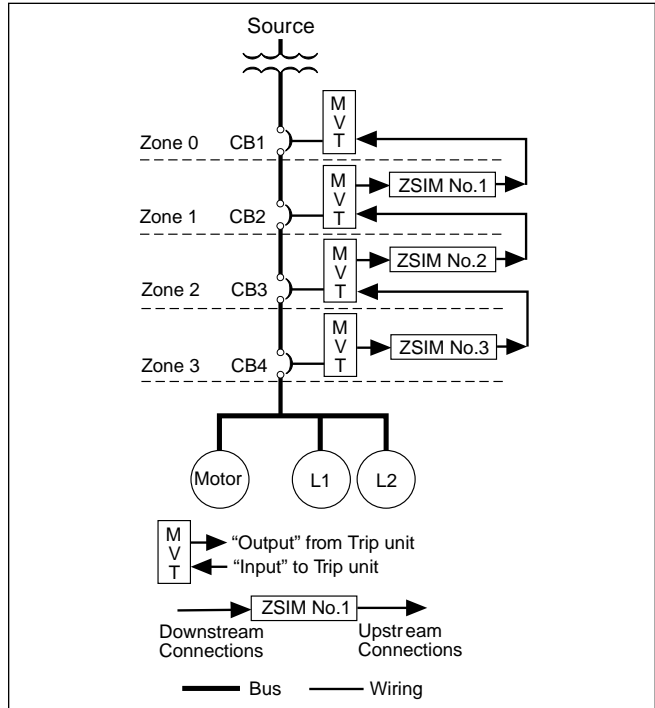 Source
M
V
T
Zone 0 CB1
M
V
T
ZSIM No.1
Zone 1 CB2
M
V
T
ZSIM No.2
Zone 2 CB3
M
V
T
ZSIM No.3
Zone 3 CB4
Motor L1 L2
M
V
T
“Output” from Trip unit
“Input” to Trip unit
ZSIM No.1
Downstream Connections
Upstream Connections
Bus Wiring